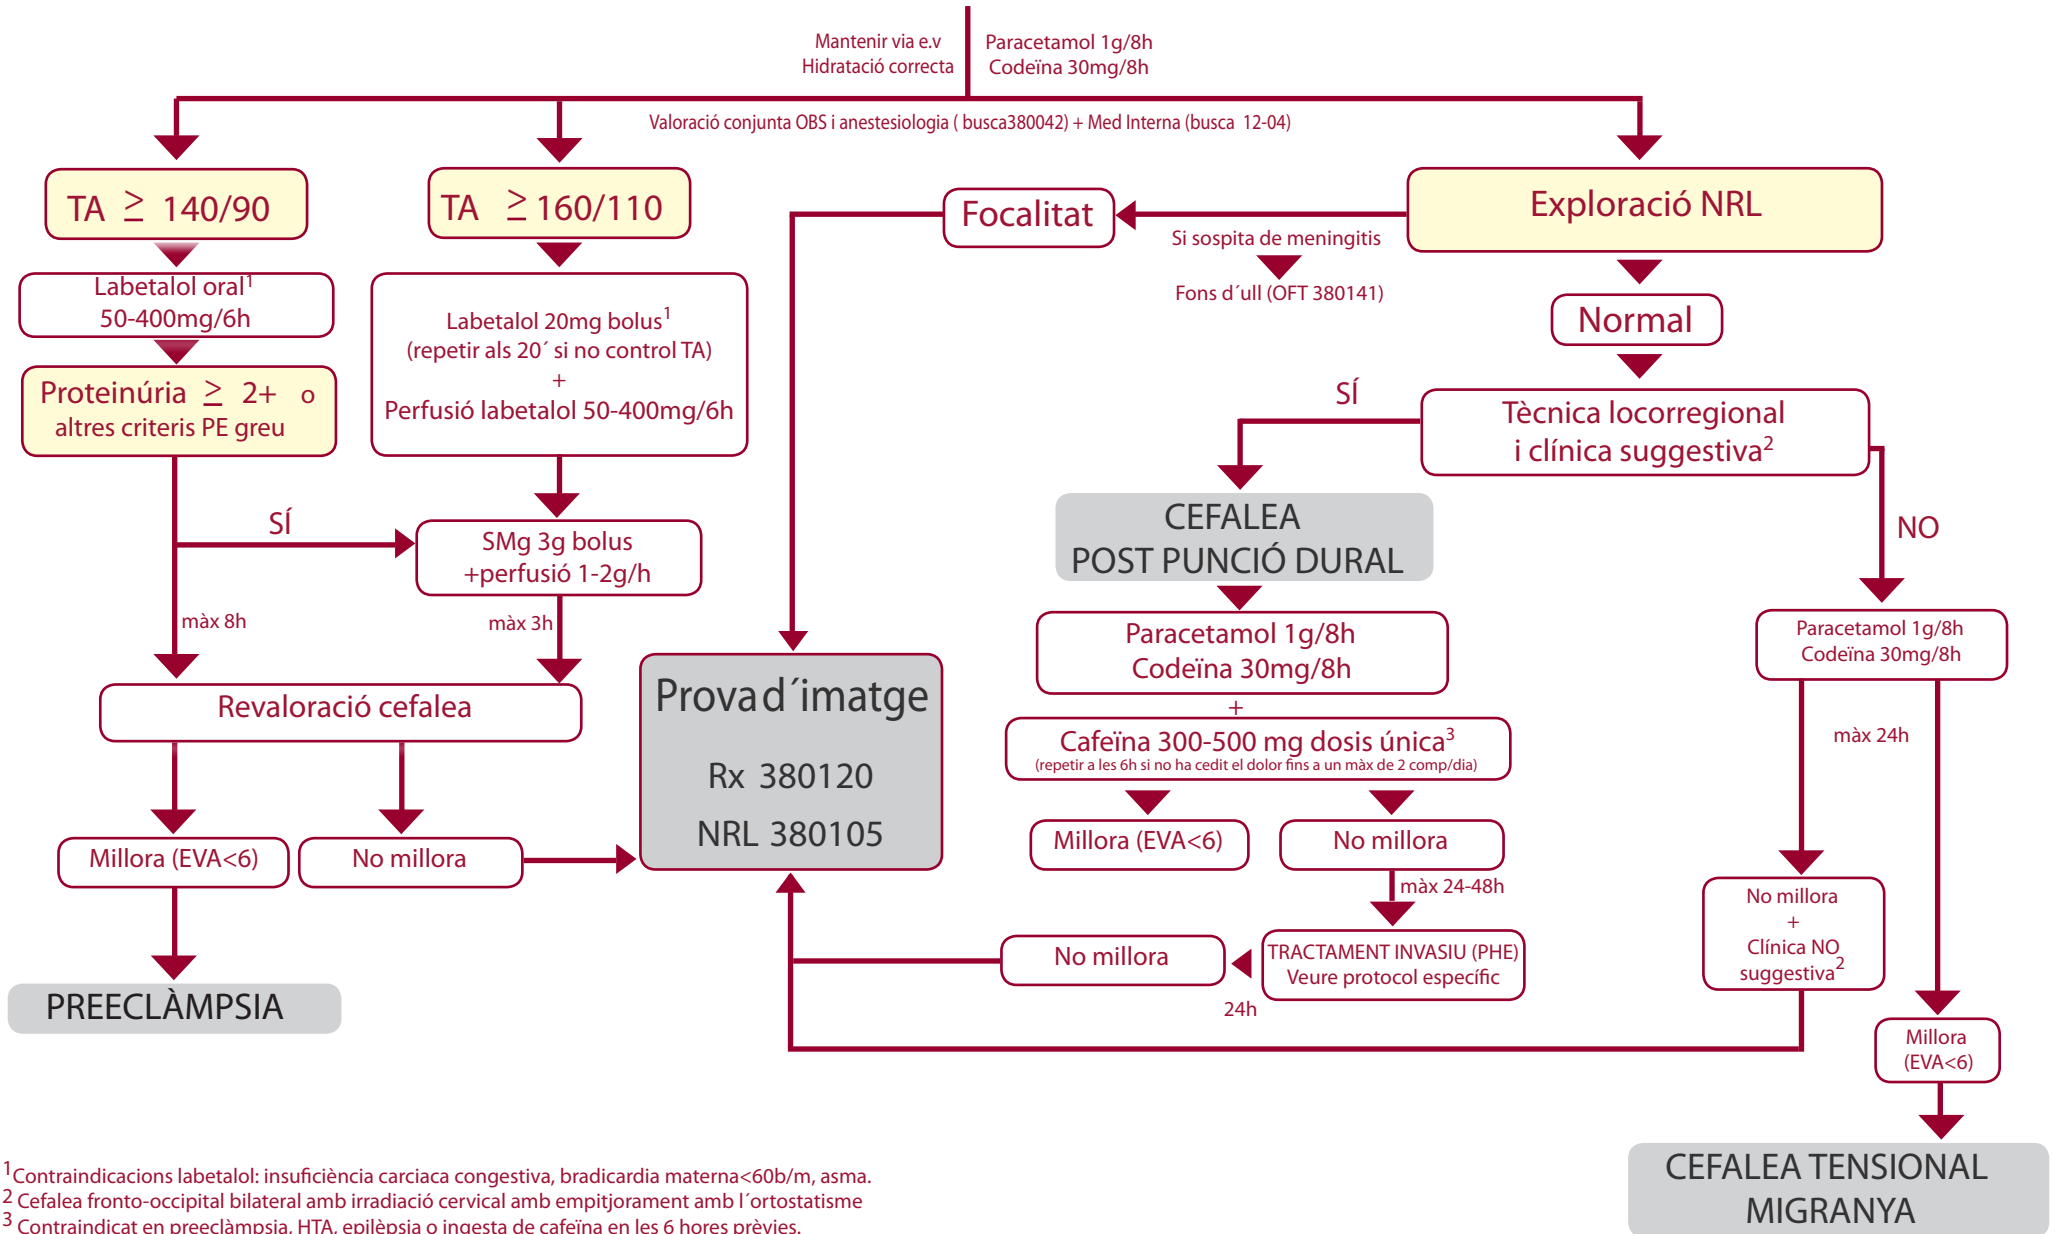 Mantenir via e.v
Hidratació correcta
Paracetamol 1g/8h
Codeïna 30mg/8h
Valoració conjunta OBS i anestesiologia ( busca380042) + Med Interna (busca 12-04)
TA ≥ 140/90
TA ≥ 160/110
Focalitat
Exploració NRL
Si sospita de meningitis
Fons d´ull (OFT 380141)
Labetalol oral1
50-400mg/6h
Labetalol 20mg bolus1
(repetir als 20´ si no control TA)
+
Perfusió labetalol 50-400mg/6h
Normal
Proteinúria ≥ 2+ o
altres criteris PE greu
SÍ
Tècnica locorregional
i clínica suggestiva2
SÍ
SMg 3g bolus
+perfusió 1-2g/h
CEFALEA
POST PUNCIÓ DURAL
NO
màx 8h
màx 3h
Paracetamol 1g/8h
Codeïna 30mg/8h
+
Cafeïna 300-500 mg dosis única3
(repetir a les 6h si no ha cedit el dolor fins a un màx de 2 comp/dia)
Paracetamol 1g/8h
Codeïna 30mg/8h
màx 24h
Revaloració cefalea
Prova d´imatge
Rx 380120
NRL 380105
Millora (EVA<6)
No millora
Millora (EVA<6)
No millora
màx 24-48h
No millora
24h
TRACTAMENT INVASIU (PHE)
Veure protocol específic
No millora
+
Clínica NO
suggestiva2
Millora
(EVA<6)
PREECLÀMPSIA
CEFALEA TENSIONAL
MIGRANYA
1Contraindicacions labetalol: insuficiència carciaca congestiva, bradicardia materna<60b/m, asma.
2 Cefalea fronto-occipital bilateral amb irradiació cervical amb empitjorament amb l´ortostatisme
3 Contraindicat en preeclàmpsia, HTA, epilèpsia o ingesta de cafeïna en les 6 hores prèvies.